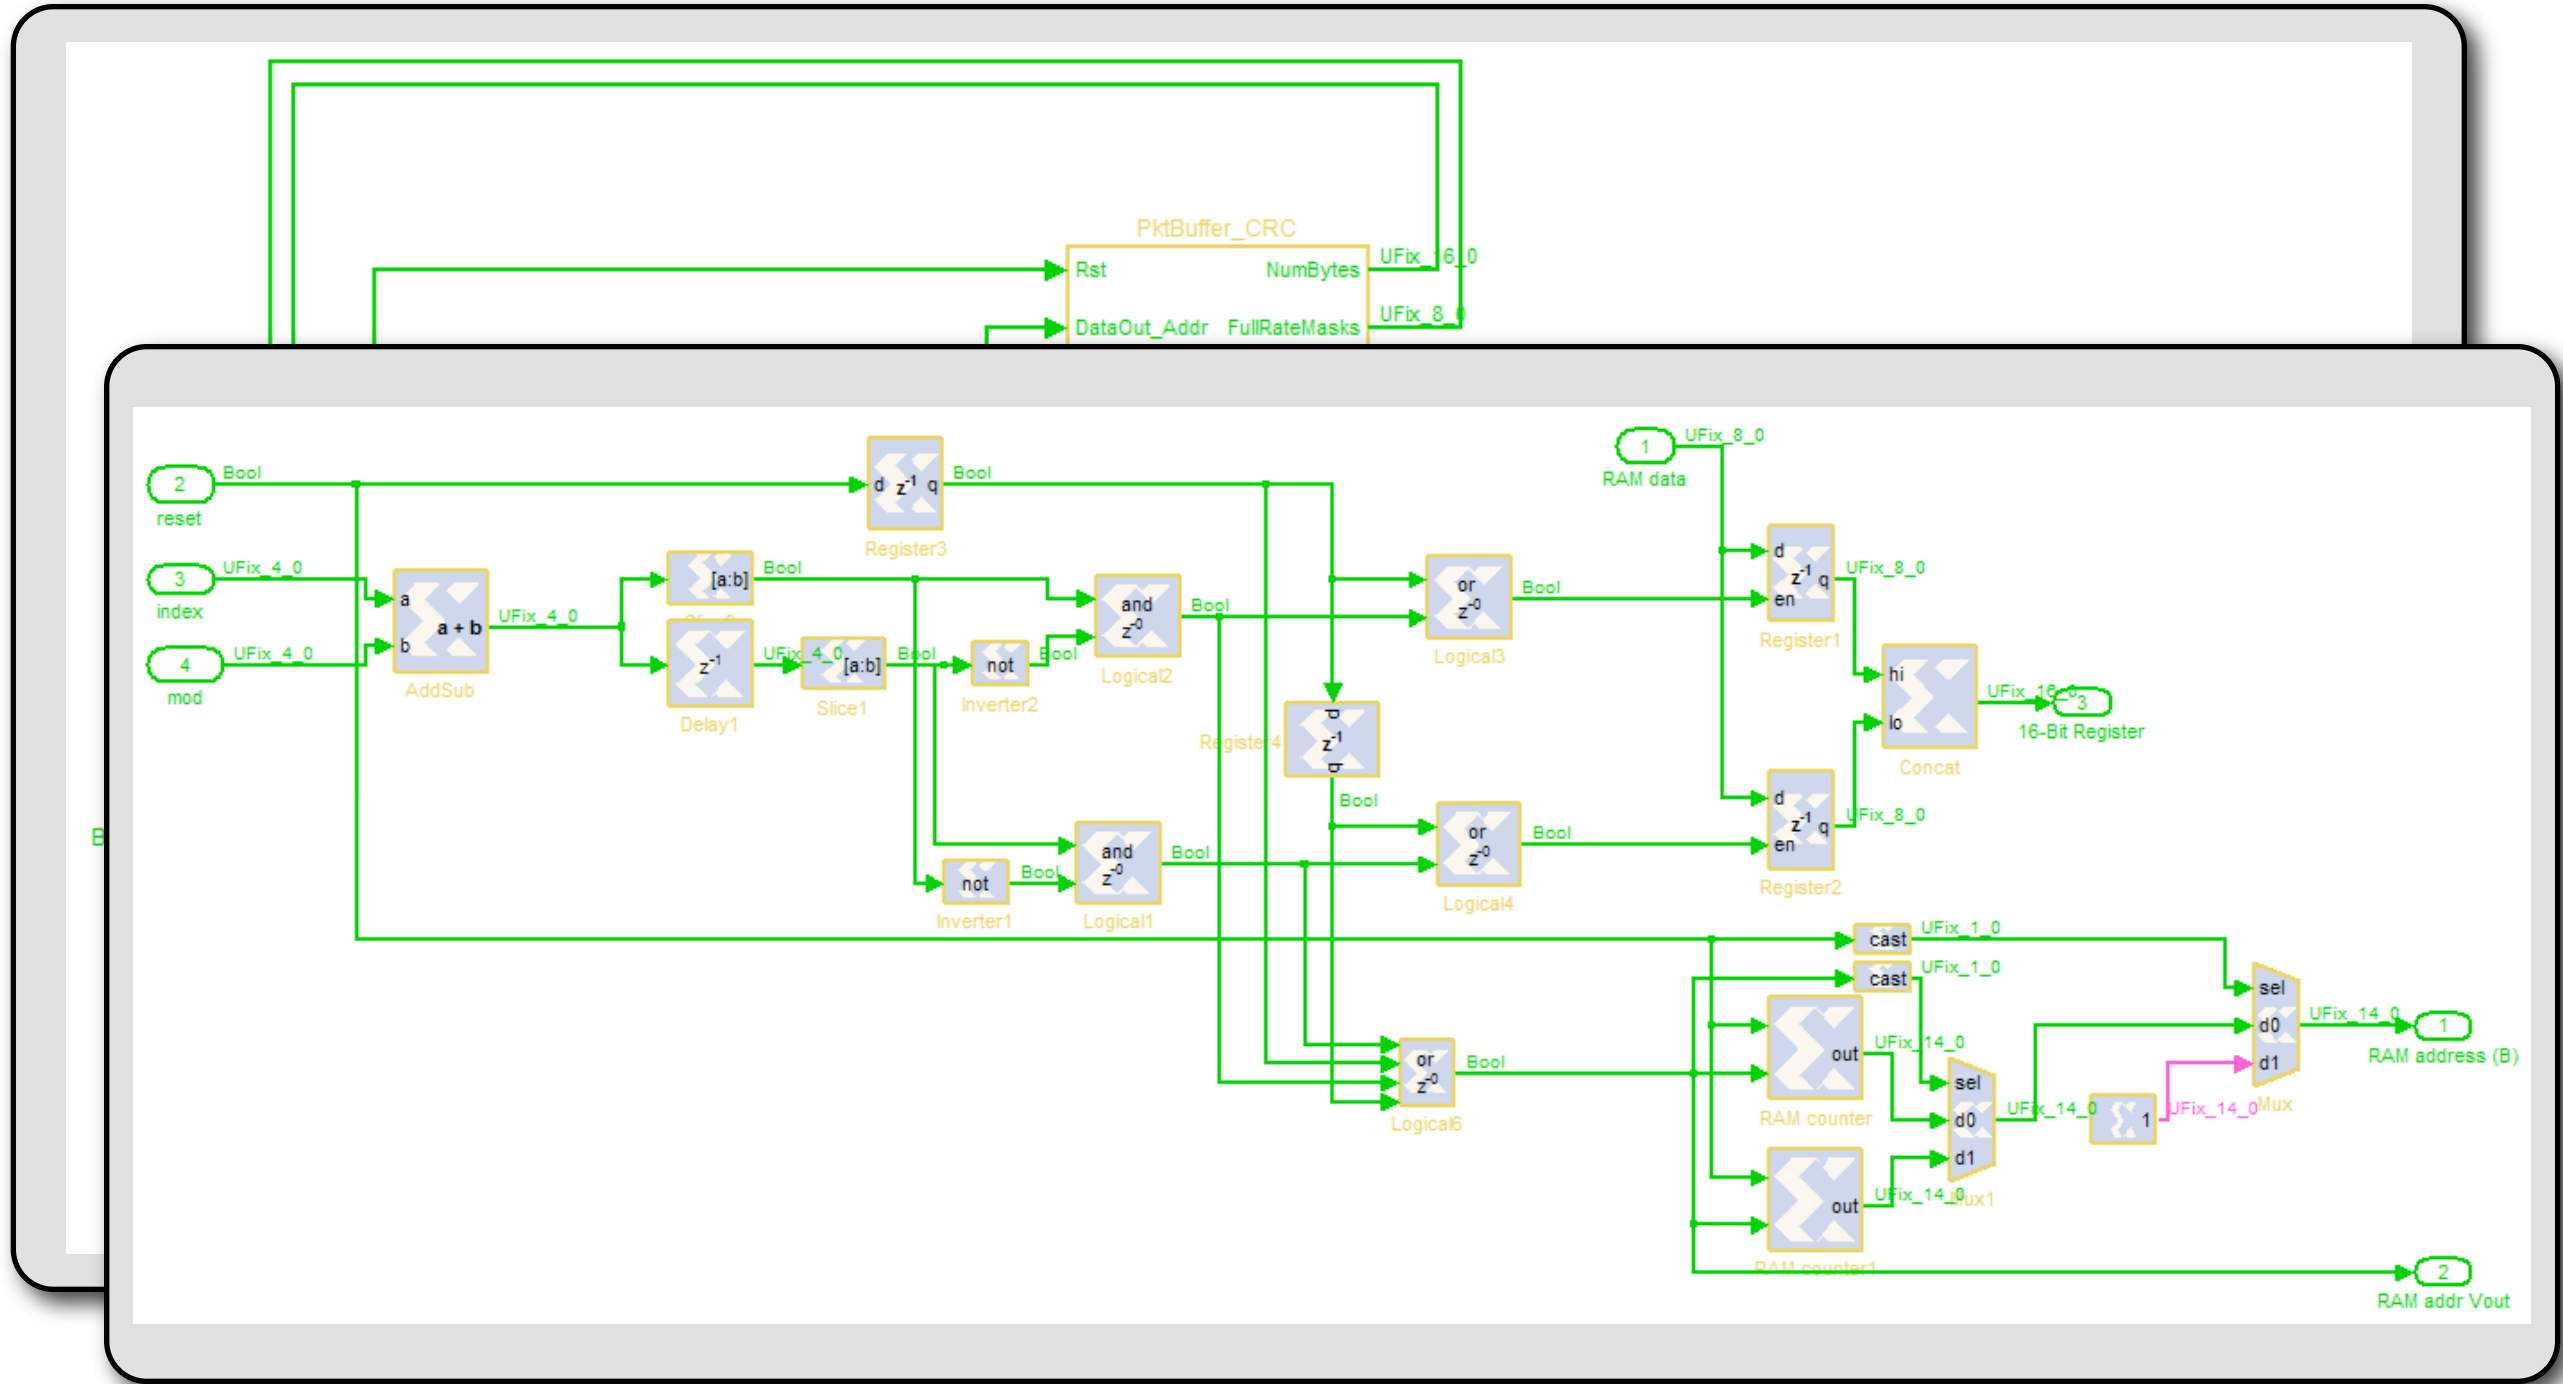 PktBuffer_CRC
Rst
NumBytes
UFix_16_0
DataOut_Addr
FullRateMasks
UFix_8_0
B
2
reset
Bool
d z-1 q
Register3
Bool
1
RAM data
UFix_8_0
3
index
UFix_4_0
4
mod
UFix_4_0
a
b
a + b
AddSub
UFix_4_0
[a:b]
Bool
z-1
Delay1
UFix_4_0
[a:b]
Slice1
Bool
not
Inverter2
Bool
and
z-0
Logical2
Bool
or
z-0
Logical3
Bool
d
z-1 q
en
Register1
UFix_8_0
d
z-1
q
Register4
Bool
hi
lo
Concat
UFix_16_0
3
16-Bit Register
not
Inverter1
Bool
and
z-0
Logical1
Bool
or
z-0
Logical4
Bool
d
z-1 q
en
Register2
UFix_8_0
cast
UFix_1_0
cast
UFix_1_0
or
z-0
Logical6
Bool
out
RAM counter
UFix_14_0
out
RAM counter1
UFix_14_0
sel
d0
d1
Mux1
UFix_14_0
1
UFix_14_0
sel
d0
d1
Mux
UFix_14_0
1
RAM address (B)
2
RAM addr Vout